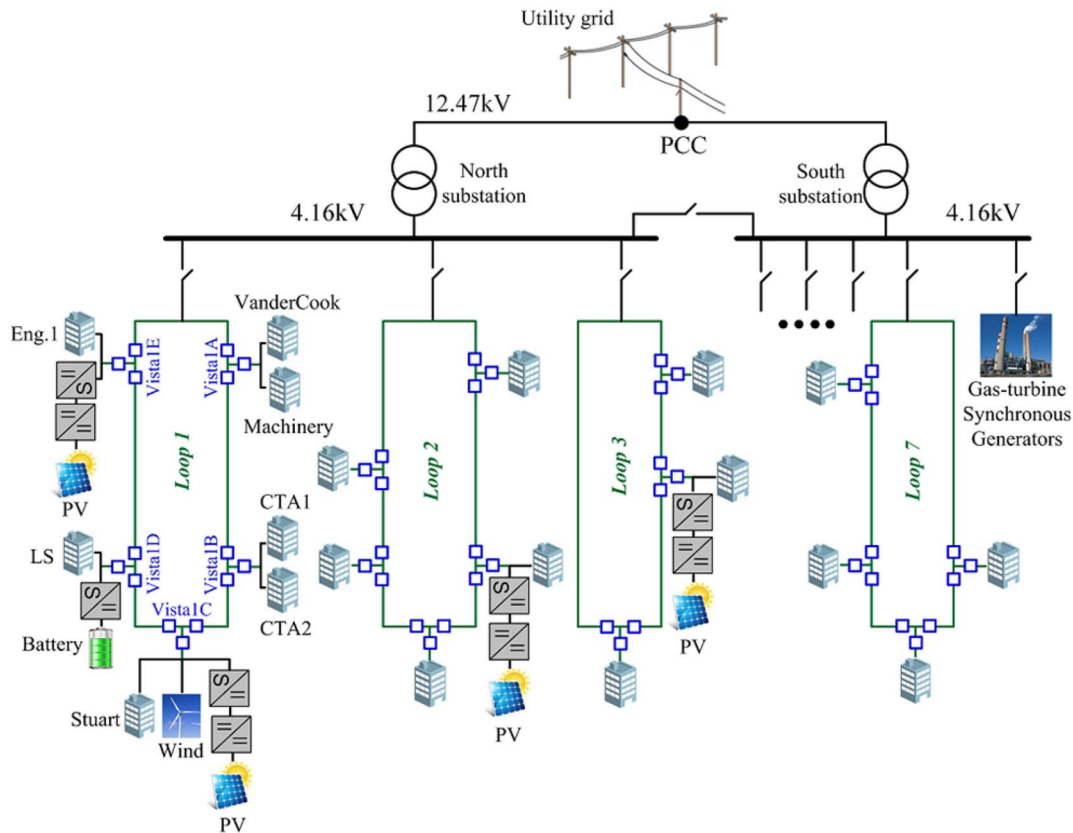 Utility grid
12.47kV
PCC
North
substation
South
substation
4.16kV
4.16kV
VanderCook
Eng.1
Vista1E
Vista1A
Machinery
Loop 1
Loop 2
Loop 3
Loop 7
Gas-turbine
Synchronous
Generators
PV
CTA1
LS
Vista1D
Vista1B
Vista1C
CTA2
Battery
PV
Stuart
Wind
PV
PV
S
S
S
S
S